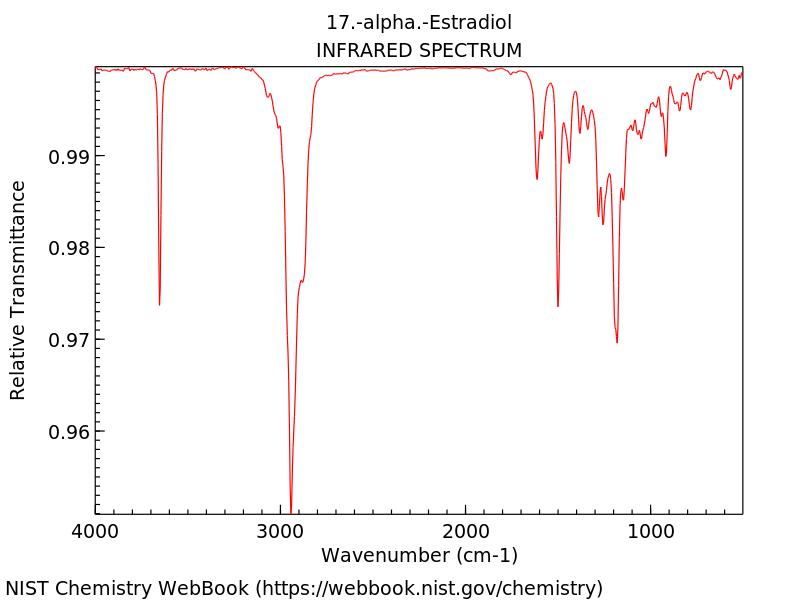 17.-alpha.-Estradiol
INFRARED SPECTRUM
0.99
0.98
0.97
0.96
Relative Transmittance
4000 3000 2000 1000
Wavenumber (cm-1)
NIST Chemistry WebBook (https://webbook.nist.gov/chemistry)